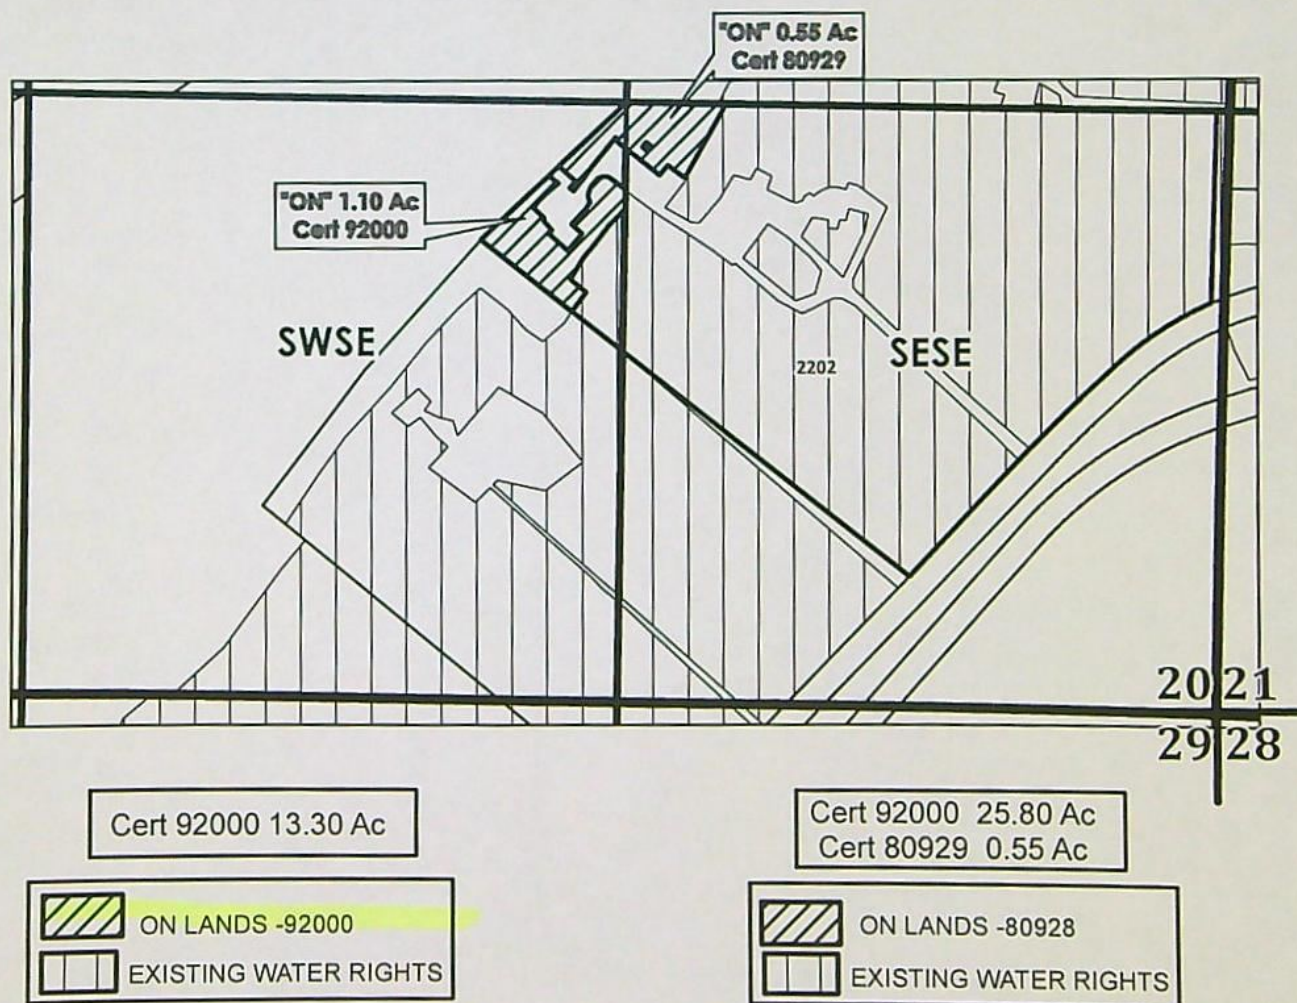 "ON" 0.55 Ac
Cert 80929
"ON" 1.10 Ac
Cert 92000
SWSE
SESE
2202
20 21
29 28
Cert 92000 13.30 Ac
Cert 92000 25.80 Ac
Cert 80929 0.55 Ac
ON LANDS -92000
EXISTING WATER RIGHTS
ON LANDS -80928
EXISTING WATER RIGHTS